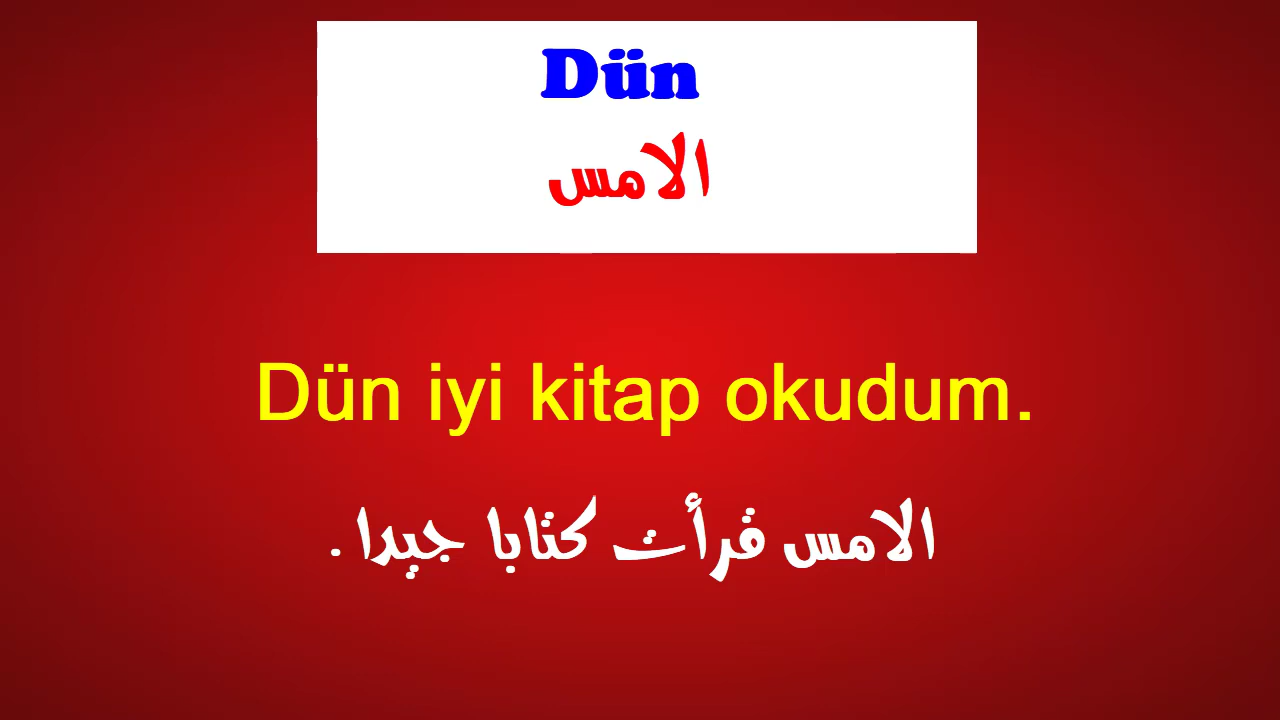 Dün
الامس
Dün iyi kitap okudum.
الامس قرأت كتابا جيدا .